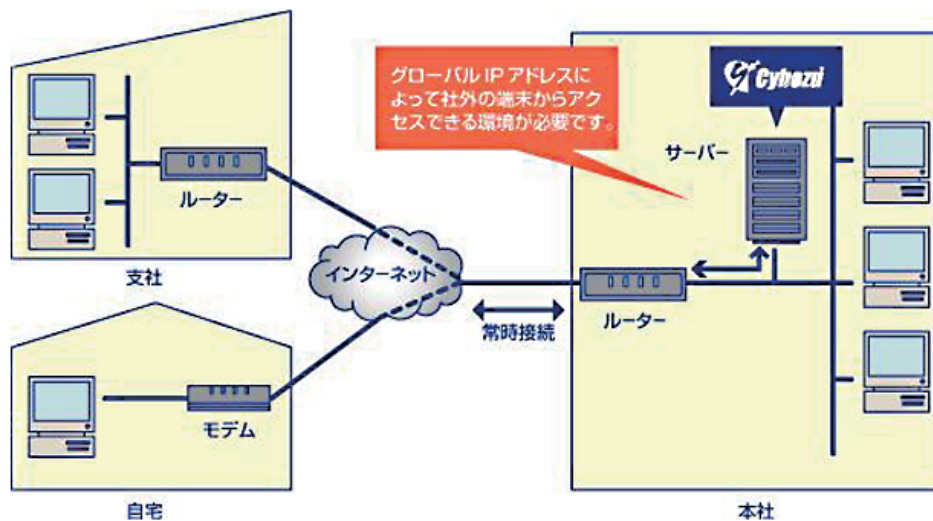 グローバル IP アドレスに
よって社外の端末からアク
セスできる環境が必要です。
Cybozu
サーバー
ルーター
支社
インターネット
常時接続
ルーター
モデム
自宅
本社